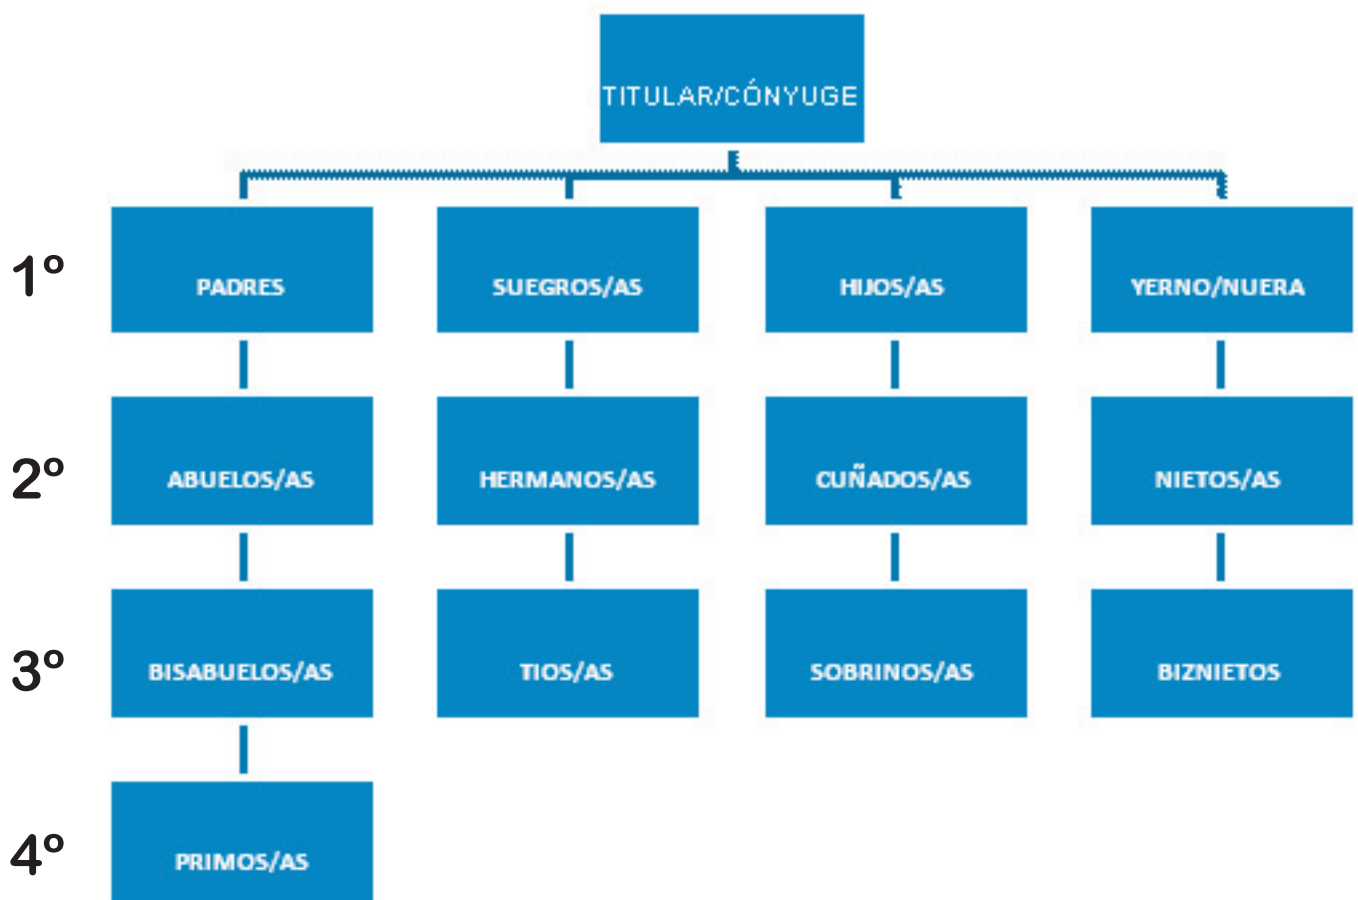 TITULAR/CÓNYUGE
1º PADRES SUEGROS/AS HIJOS/AS YERNO/NUERA
2º ABUELOS/AS HERMANOS/AS CUÑADOS/AS NIETOS/AS
3º BISABUELOS/AS TIOS/AS SOBRINOS/AS BIZNIETOS
4º PRIMOS/AS